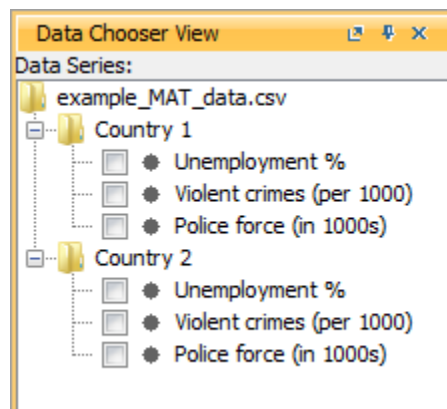 Data Chooser View
Data Series:
example_MAT_data.csv
Country 1
Unemployment %
Violent crimes (per 1000)
Police force (in 1000s)
Country 2
Unemployment %
Violent crimes (per 1000)
Police force (in 1000s)